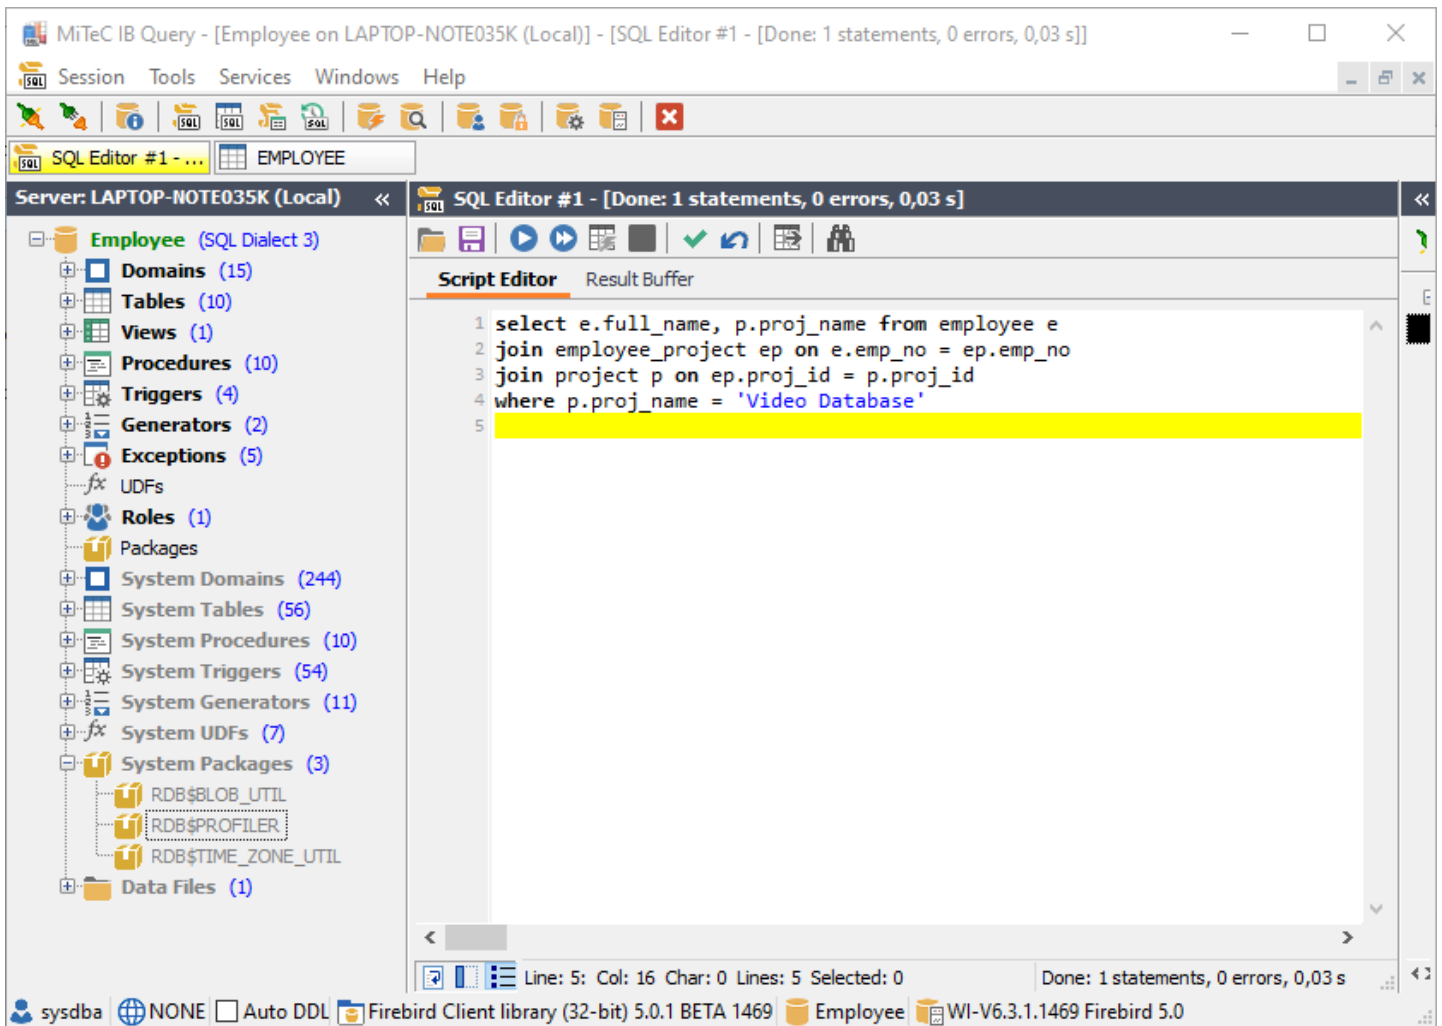 MiTeC IB Query - [Employee on LAPTOP-NOTE035K (Local)] - [SQL Editor #1 - [Done: 1 statements, 0 errors, 0,03 s]]
Session Tools Services Windows Help
SQL Editor #1 - ... EMPLOYEE
Server: LAPTOP-NOTE035K (Local)
Employee (SQL Dialect 3)
Domains (15)
Tables (10)
Views (1)
Procedures (10)
Triggers (4)
Generators (2)
Exceptions (5)
UDFs
Roles (1)
Packages
System Domains (244)
System Tables (56)
System Procedures (10)
System Triggers (54)
System Generators (11)
System UDFs (7)
System Packages (3)
RDB$BLOB_UTIL
RDB$PROFILER
RDB$TIME_ZONE_UTIL
Data Files (1)
SQL Editor #1 - [Done: 1 statements, 0 errors, 0,03 s]
Script Editor Result Buffer
1 select e.full_name, p.proj_name from employee e
2 join employee_project ep on e.emp_no = ep.emp_no
3 join project p on ep.proj_id = p.proj_id
4 where p.proj_name = 'Video Database'
5
Line: 5: Col: 16 Char: 0 Lines: 5 Selected: 0 Done: 1 statements, 0 errors, 0,03 s
sysdba NONE Auto DDL Firebird Client library (32-bit) 5.0.1 BETA 1469 Employee WI-V6.3.1.1469 Firebird 5.0